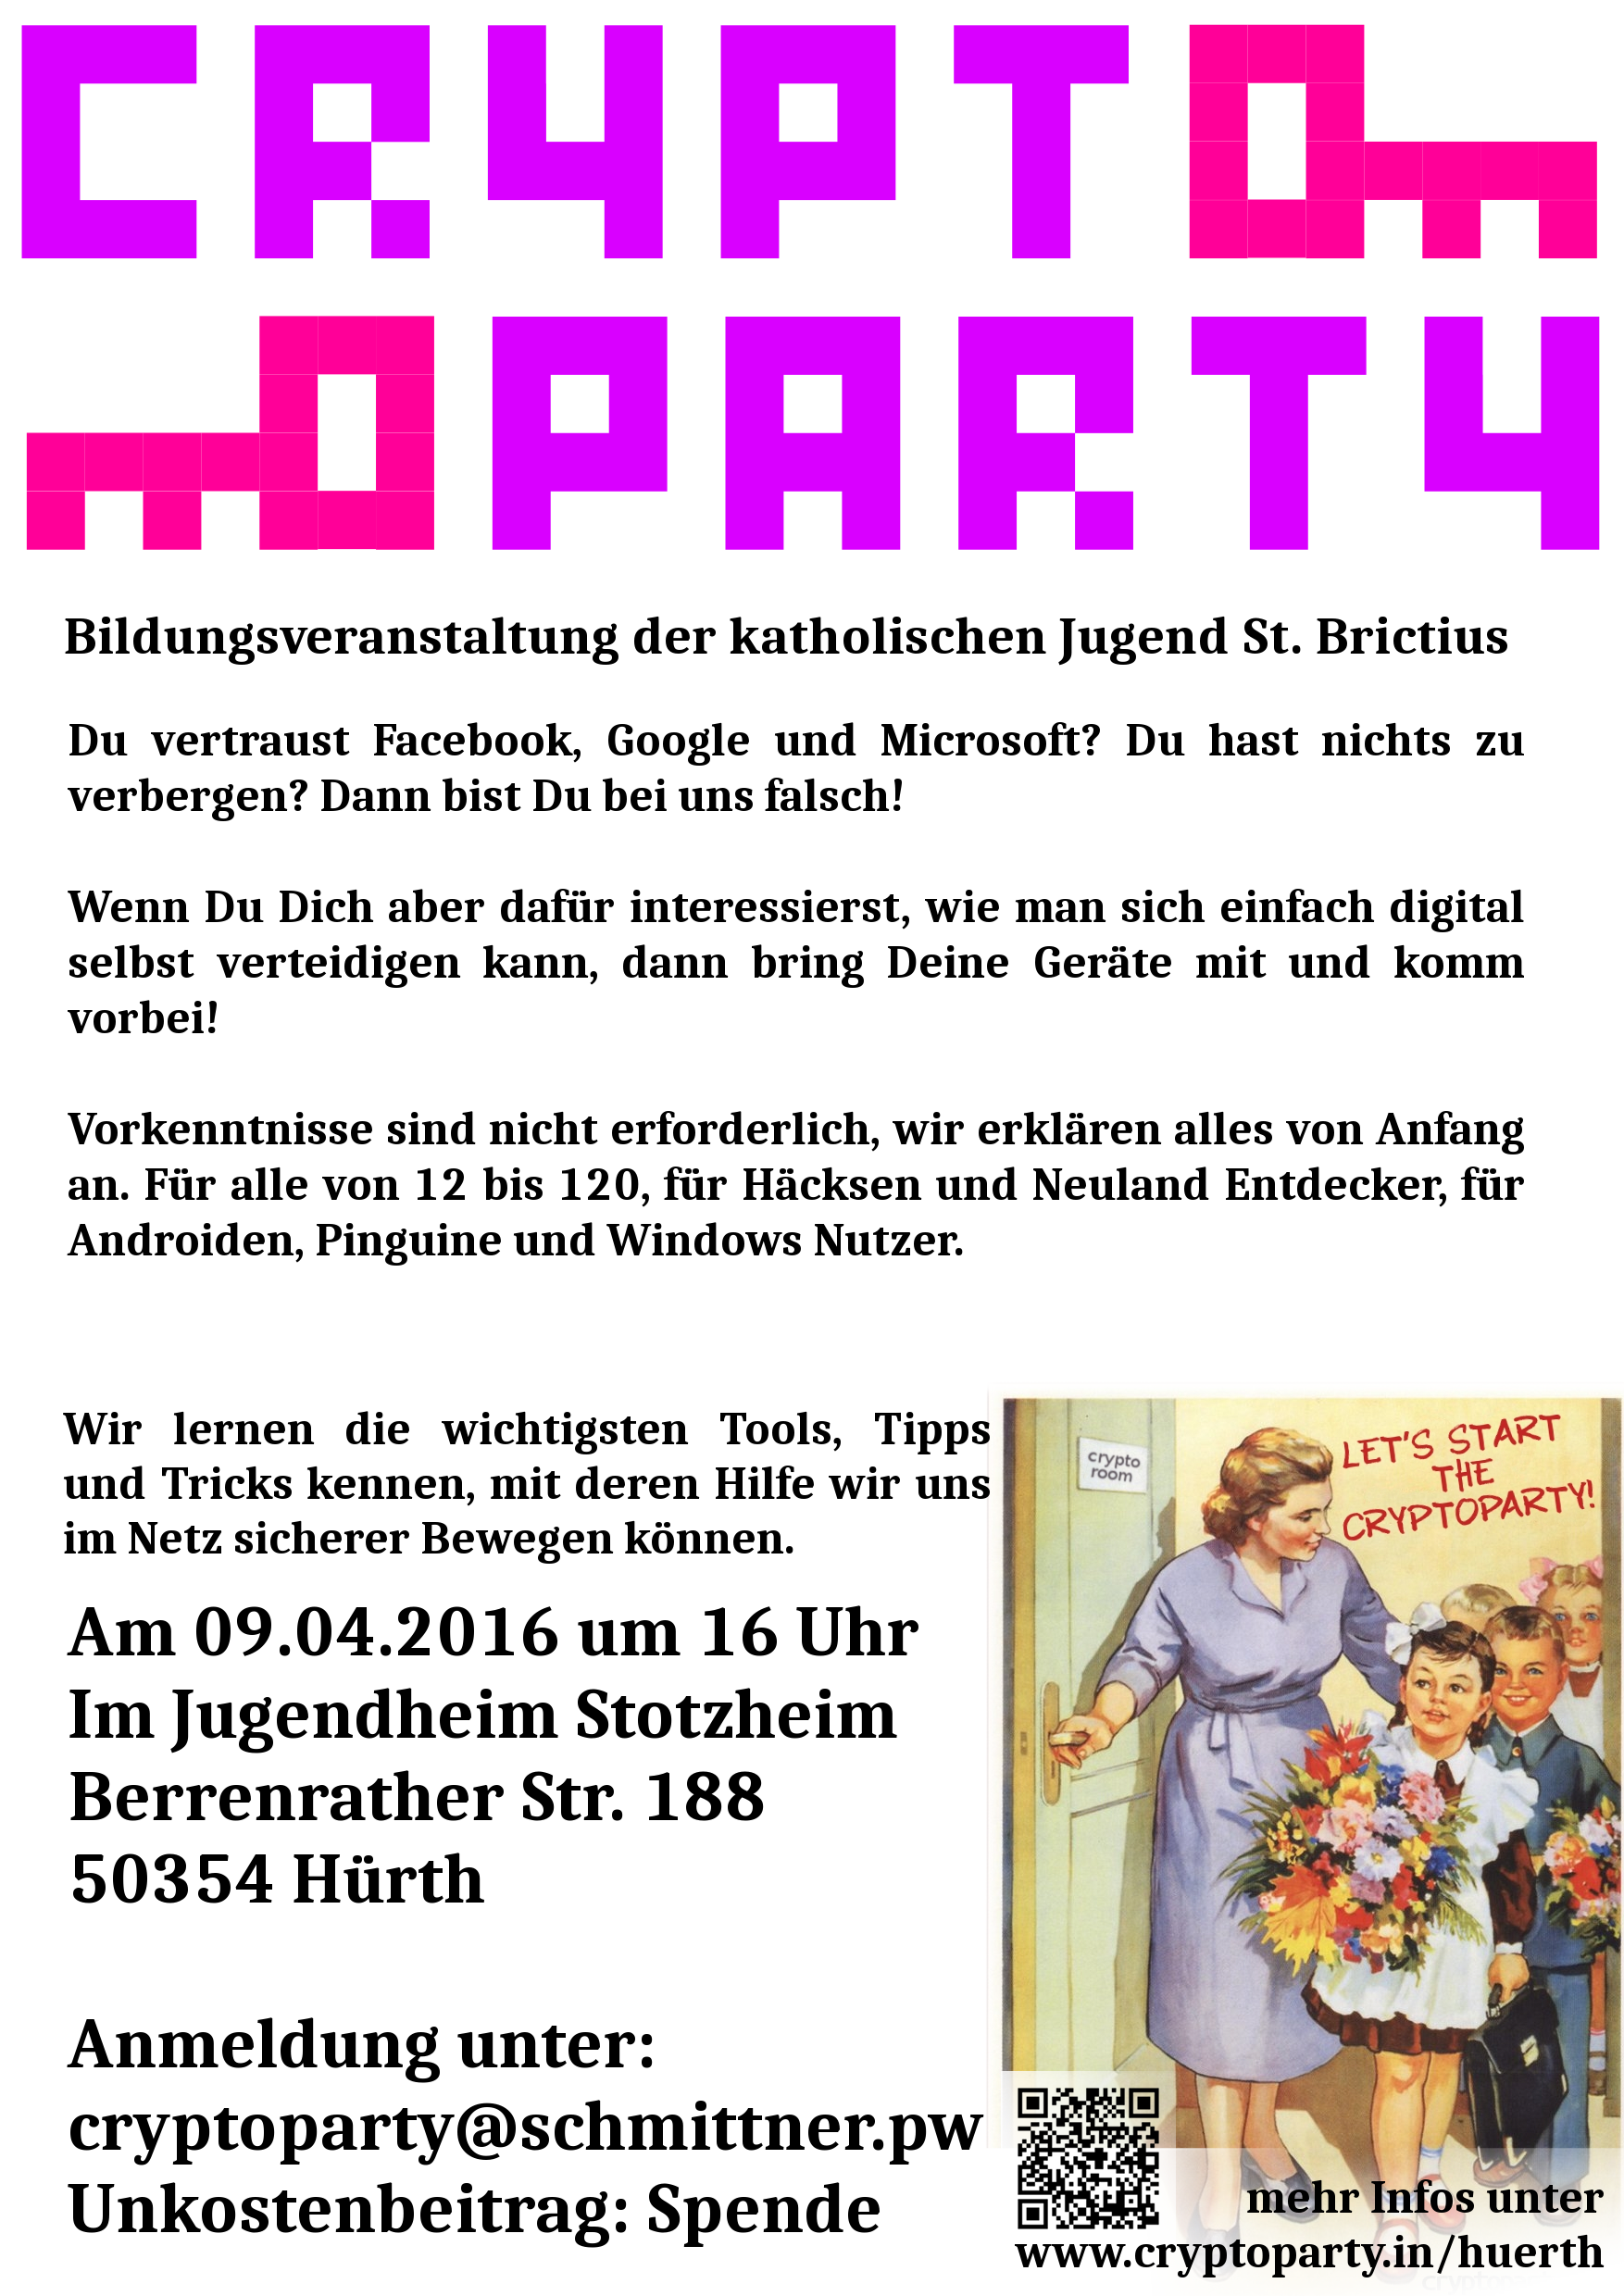 CRYPTO
PARTY
Bildungsveranstaltung der katholischen Jugend St. Brictius
Du vertraust Facebook, Google und Microsoft? Du hast nichts zu
verbergen? Dann bist Du bei uns falsch!
Wenn Du Dich aber dafür interessierst, wie man sich einfach digital
selbst verteidigen kann, dann bring Deine Geräte mit und komm
vorbei!
Vorkenntnisse sind nicht erforderlich, wir erklären alles von Anfang
an. Für alle von 12 bis 120, für Häcksen und Neuland Entdecker, für
Androiden, Pinguine und Windows Nutzer.
Wir lernen die wichtigsten Tools, Tipps
und Tricks kennen, mit deren Hilfe wir uns
im Netz sicherer Bewegen können.
Am 09.04.2016 um 16 Uhr
Im Jugendheim Stotzheim
Berrenrather Str. 188
50354 Hürth
Anmeldung unter:
cryptoparty@schmittner.pw
Unkostenbeitrag: Spende
crypto
room
LET'S START
THE
CRYPTOPARTY!
mehr Infos unter
www.cryptoparty.in/huerth